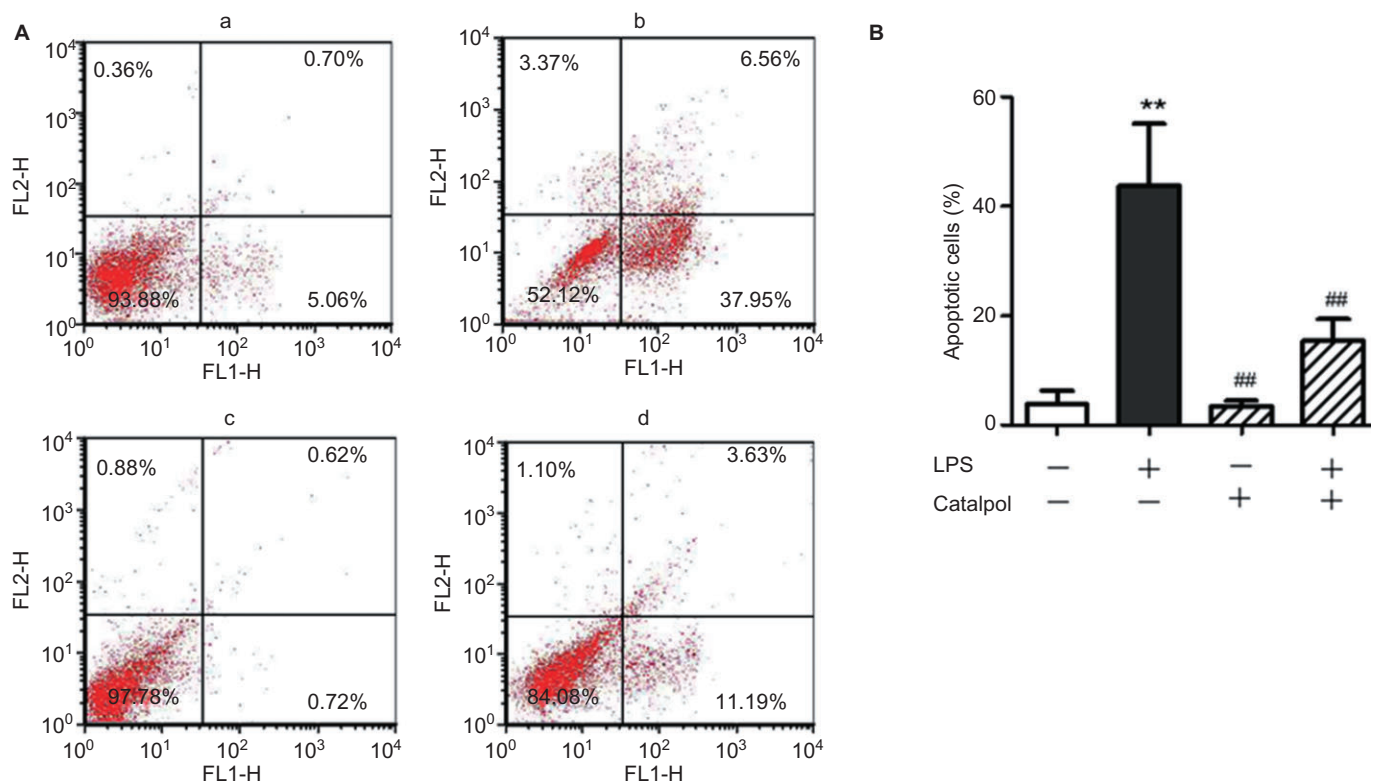 A
a
10⁴
10³
10²
10¹
10⁰
FL2-H
0.36%
0.70%
93.88%
5.06%
10⁰ 10¹ 10² 10³ 10⁴
FL1-H
b
10⁴
10³
10²
10¹
10⁰
FL2-H
3.37%
6.56%
52.12%
37.95%
10⁰ 10¹ 10² 10³ 10⁴
FL1-H
c
10⁴
10³
10²
10¹
10⁰
FL2-H
0.88%
0.62%
97.78%
0.72%
10⁰ 10¹ 10² 10³ 10⁴
FL1-H
d
10⁴
10³
10²
10¹
10⁰
FL2-H
1.10%
3.63%
84.08%
11.19%
10⁰ 10¹ 10² 10³ 10⁴
FL1-H
B
60
40
20
0
Apoptotic cells (%)
**
##
##
LPS − + − +
Catalpol − − + +